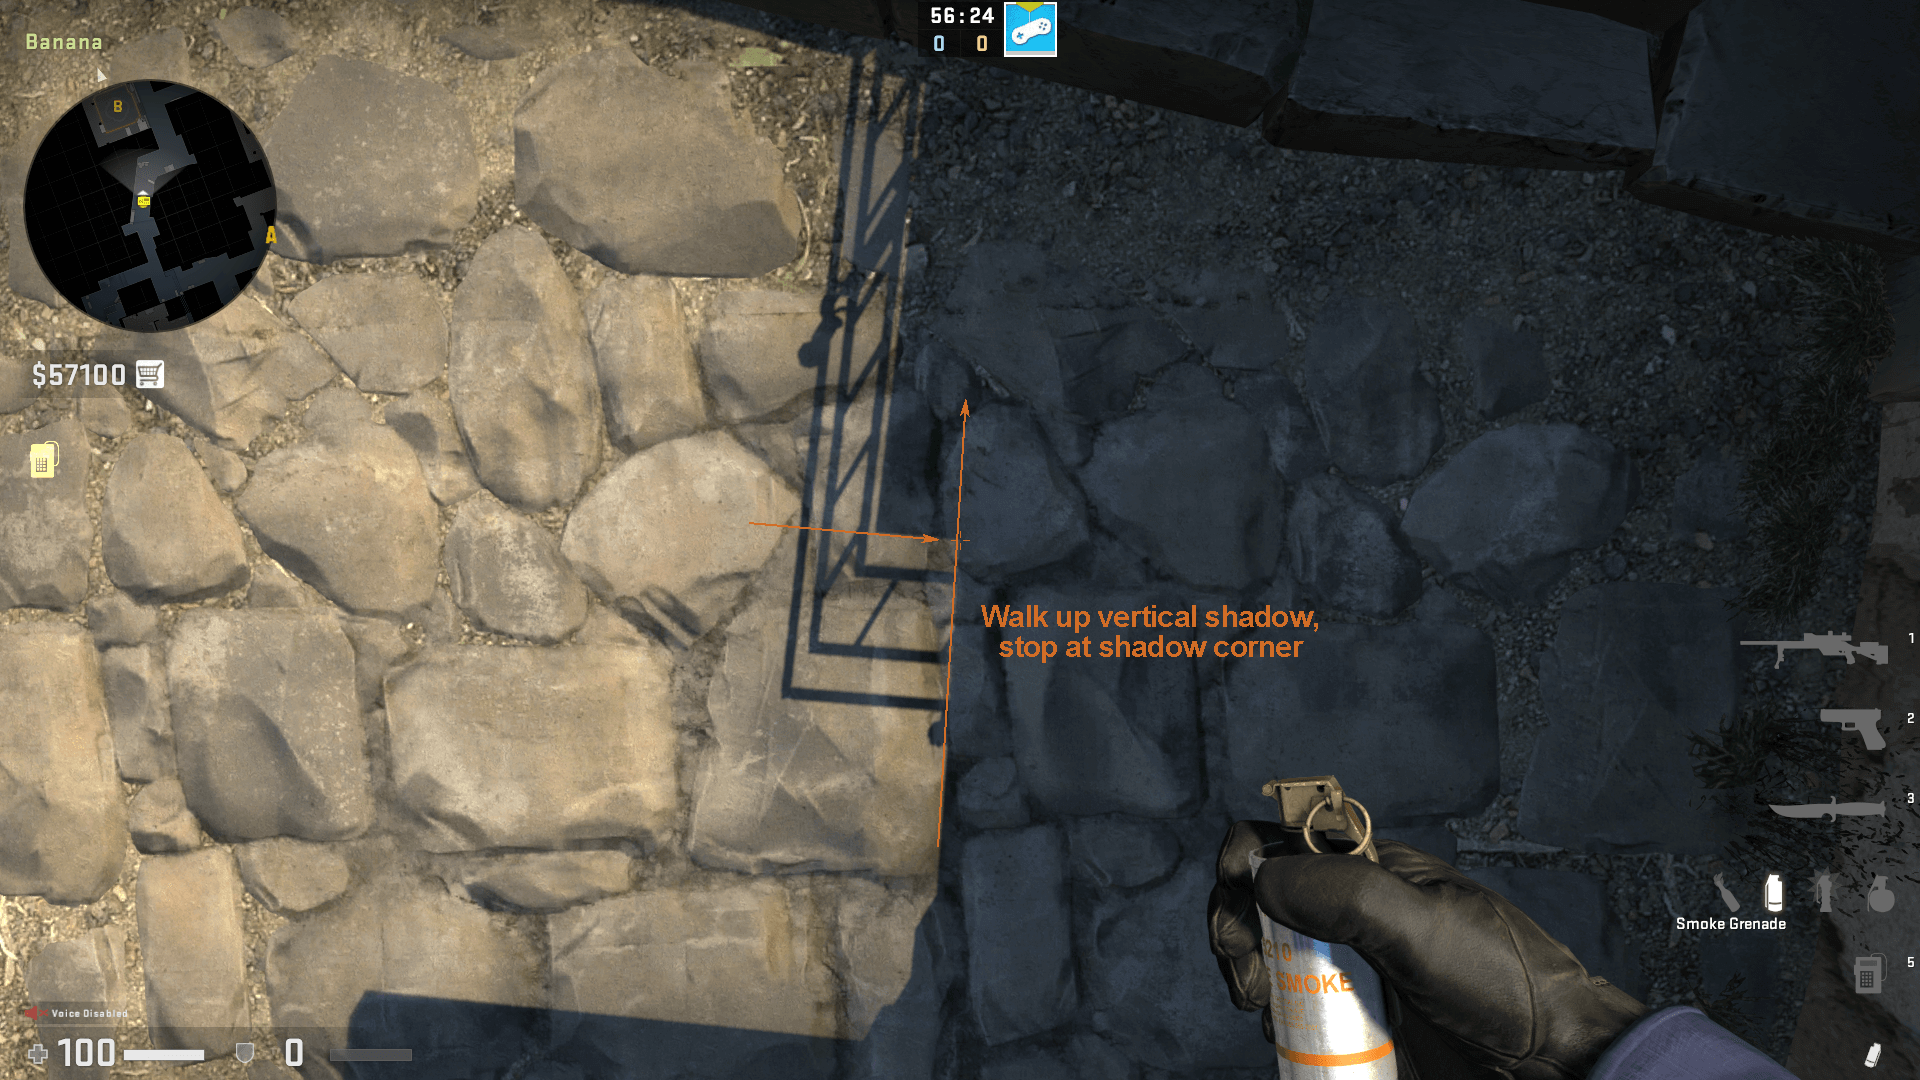 Banana
56:24
0 0
B
A
$57100
Walk up vertical shadow,
stop at shadow corner
1
2
3
Smoke Grenade
5
SMOKE
Voice Disabled
100
0